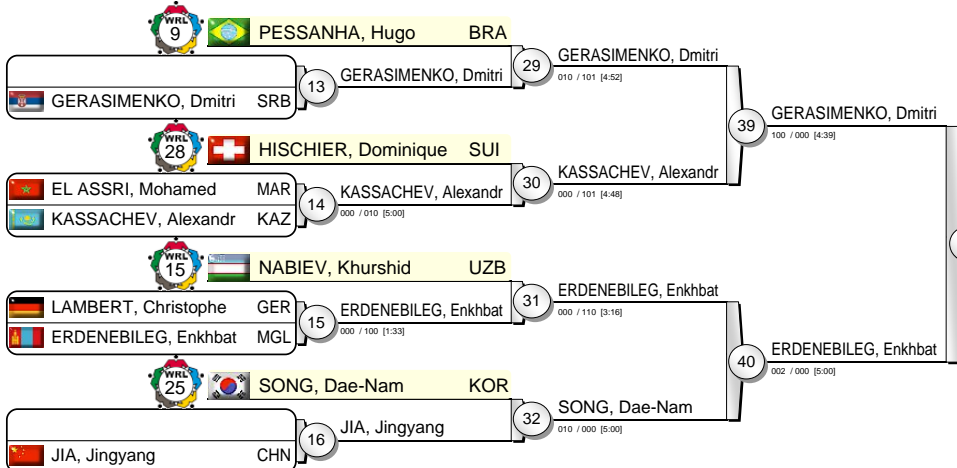 WRL 9 PESSANHA, Hugo BRA
GERASIMENKO, Dmitri SRB
13 GERASIMENKO, Dmitri
29 GERASIMENKO, Dmitri
010 / 101 [4:52]
WRL 28 HISCHIER, Dominique SUI
EL ASSRI, Mohamed MAR
KASSACHEV, Alexandr KAZ
14 KASSACHEV, Alexandr
000 / 010 [5:00]
30 KASSACHEV, Alexandr
000 / 101 [4:48]
39 GERASIMENKO, Dmitri
100 / 000 [4:39]
WRL 15 NABIEV, Khurshid UZB
LAMBERT, Christophe GER
ERDENEBILEG, Enkhbat MGL
15 ERDENEBILEG, Enkhbat
000 / 100 [1:33]
31 ERDENEBILEG, Enkhbat
000 / 110 [3:16]
WRL 25 SONG, Dae-Nam KOR
JIA, Jingyang CHN
16 JIA, Jingyang
32 SONG, Dae-Nam
010 / 000 [5:00]
40 ERDENEBILEG, Enkhbat
002 / 000 [5:00]